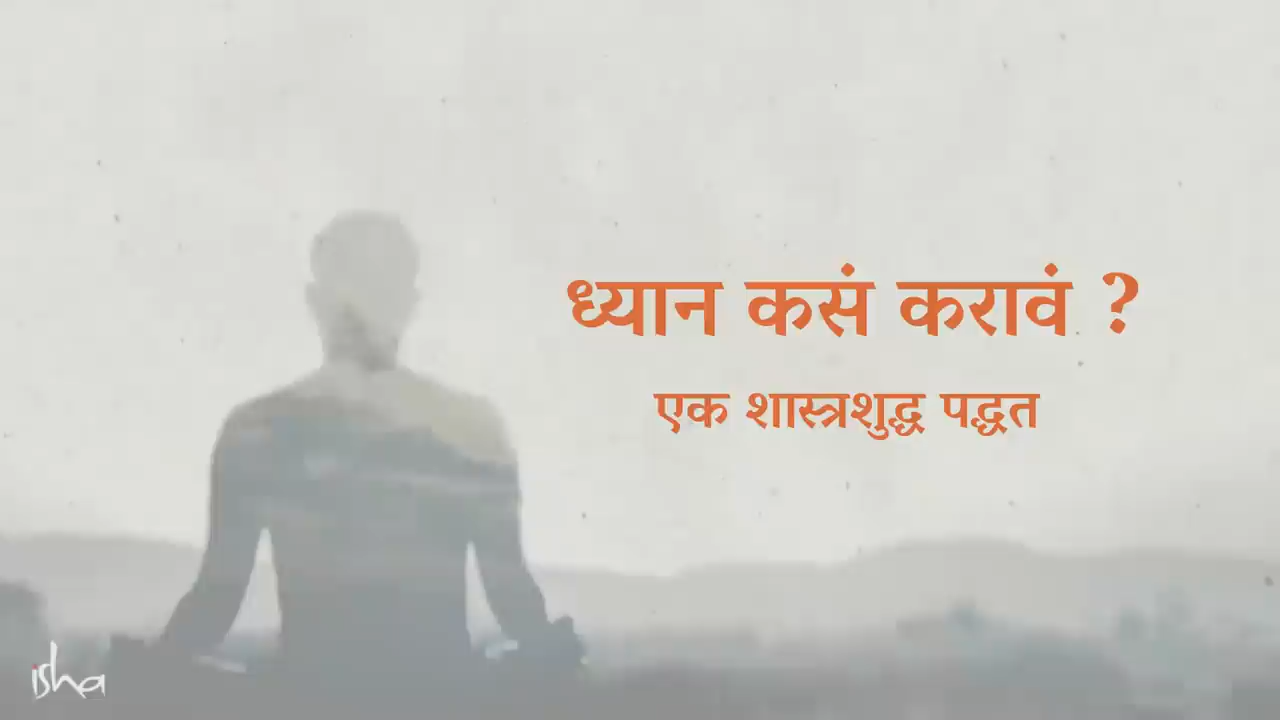 ध्यान कसं करावं ?
एक शास्त्रशुद्ध पद्धत
isha